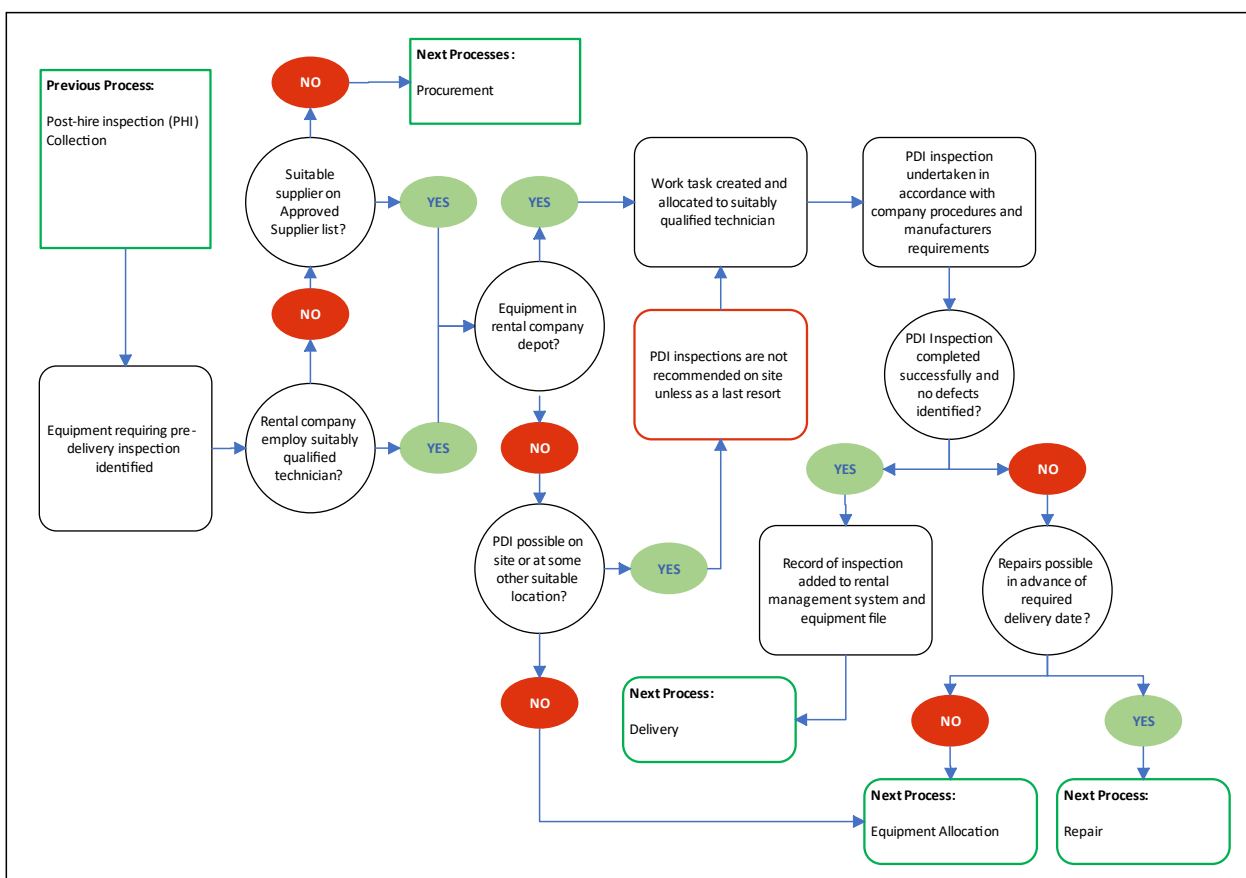 Previous Process:
Post-hire inspection (PHI)
Collection
NO
Next Processes:
Procurement
Suitable
supplier on
Approved
Supplier list?
YES
YES
Work task created and
allocated to suitably
qualified technician
PDI inspection
undertaken in
accordance with
company procedures and
manufacturers
requirements
NO
Equipment in
rental company
depot?
PDI inspections are not
recommended on site
unless as a last resort
PDI Inspection
completed
successfully and
no defects
identified?
Equipment requiring pre-
delivery inspection
identified
Rental company
employ suitably
qualified
technician?
YES
NO
YES
NO
PDI possible on
site or at some
other suitable
location?
YES
Record of inspection
added to rental
management system and
equipment file
Repairs possible
in advance of
required
delivery date?
NO
Next Process:
Delivery
NO
YES
Next Process:
Equipment Allocation
Next Process:
Repair